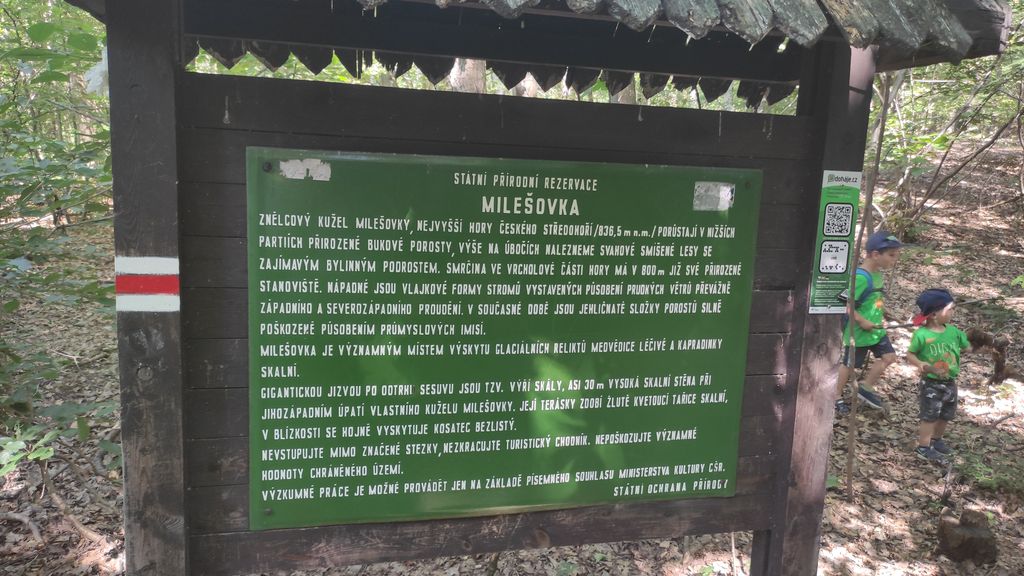 STÁTNÍ PŘÍRODNÍ REZERVACE
MILEŠOVKA
ZNĚLCOVÝ KUŽEL MILEŠOVKY, NEJVYŠŠÍ HORY ČESKÉHO STŘEDOHOŘÍ /836,5 m n.m./ PORŮSTAJÍ V NIŽŠÍCH
PARTIÍCH PŘIROZENÉ BUKOVÉ POROSTY, VÝŠE NA ÚBOČÍCH NALEZNEME SVAHOVÉ SMÍŠENÉ LESY SE
ZAJÍMAVÝM BYLINNÝM PODROSTEM. SMRČINA VE VRCHOLOVÉ ČÁSTI HORY MÁ V 800 m JIŽ SVÉ PŘIROZENÉ
STANOVIŠTĚ. NÁPADNÉ JSOU VLAJKOVÉ FORMY STROMŮ VYSTAVENÝCH PŮSOBENÍ PRUDKÝCH VĚTRŮ PŘEVÁŽNĚ
ZÁPADNÍHO A SEVEROZÁPADNÍHO PROUDĚNÍ. V SOUČASNÉ DOBĚ JSOU JEHLIČNATÉ SLOŽKY POROSTŮ SILNĚ
POŠKOZENÉ PŮSOBENÍM PRŮMYSLOVÝCH IMISÍ.
MILEŠOVKA JE VÝZNAMNÝM MÍSTEM VÝSKYTU GLACIÁLNÍCH RELIKTŮ MEDVĚDICE LÉČIVÉ A KAPRADINKY
SKALNÍ.
GIGANTICKOU JIZVOU PO ODTRHI SESUVU JSOU TZV. VÝŘÍ SKÁLY, ASI 30 m VYSOKÁ SKALNÍ STĚNA PŘI
JIHOZÁPADNÍM ÚPATÍ VLASTNÍHO KUŽELU MILEŠOVKY. JEJÍ TERÁSKY ZDOBÍ ŽLUTĚ KVETOUCÍ TAŘICE SKALNÍ,
V BLÍZKOSTI SE HOJNĚ VYSKYTUJE KOSATEC BEZLISTÝ.
NEVSTUPUJTE MIMO ZNAČENÉ STEZKY, NEZKRACUJTE TURISTICKÝ CHODNÍK. NEPOŠKOZUJTE VÝZNAMNÉ
HODNOTY CHRÁNĚNÉHO ÚZEMÍ.
VÝZKUMNÉ PRÁCE JE MOŽNÉ PROVÁDĚT JEN NA ZÁKLADĚ PÍSEMNÉHO SOUHLASU MINISTERSTVA KULTURY ČSR.
STÁTNÍ OCHRANA PŘÍRODY
dohaje.cz